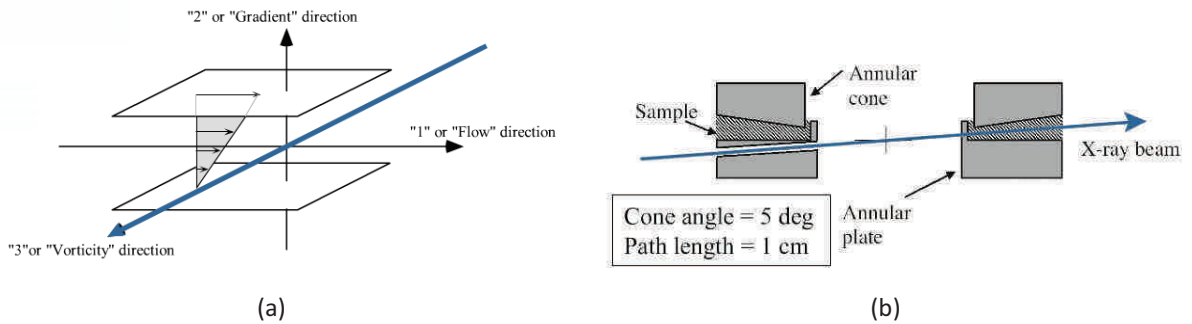 "2" or "Gradient" direction
"1" or "Flow" direction
"3"or "Vorticity" direction
(a)
Annular
cone
Sample
X-ray beam
Cone angle = 5 deg
Path length = 1 cm
Annular
plate
(b)